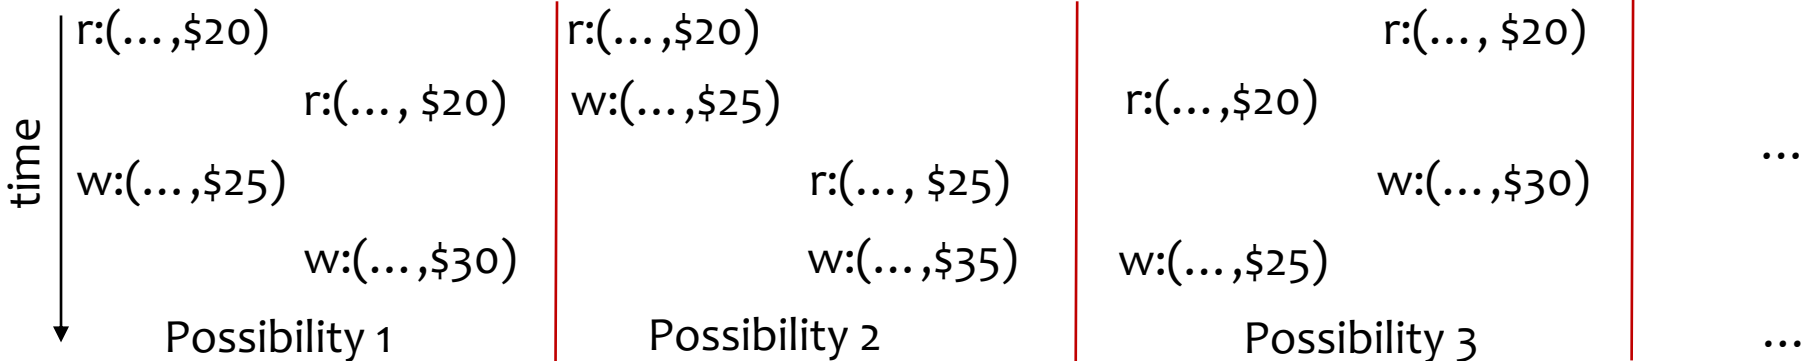 r:(…,$20)
r:(…, $20)
w:(…,$25)
w:(…,$30)
Possibility 1
r:(…,$20)
w:(…,$25)
r:(…, $25)
w:(…,$35)
Possibility 2
r:(…, $20)
r:(…,$20)
w:(…,$30)
w:(…,$25)
Possibility 3
…
…
time